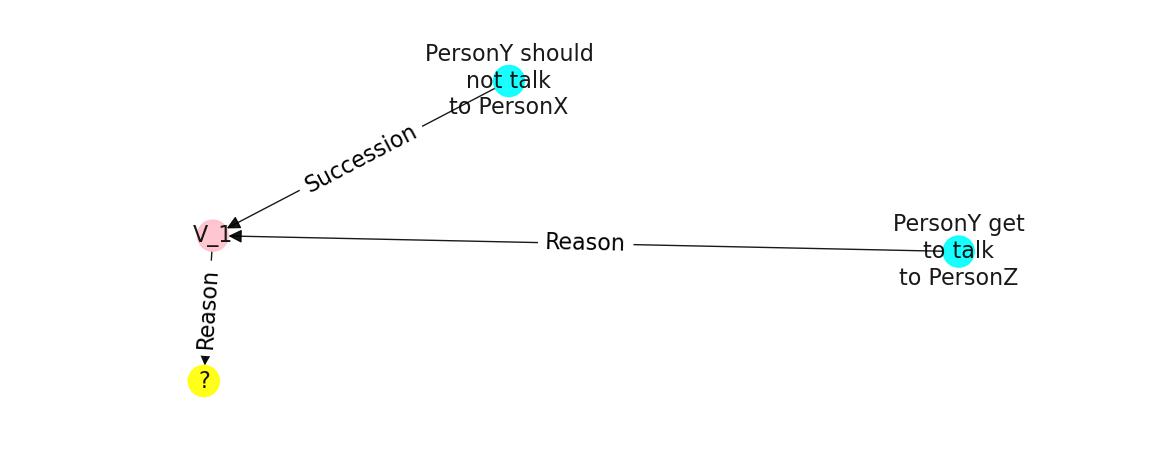 PersonY should
not talk
to PersonX
Succession
V_1
Reason
PersonY get
to talk
to PersonZ
Reason
?